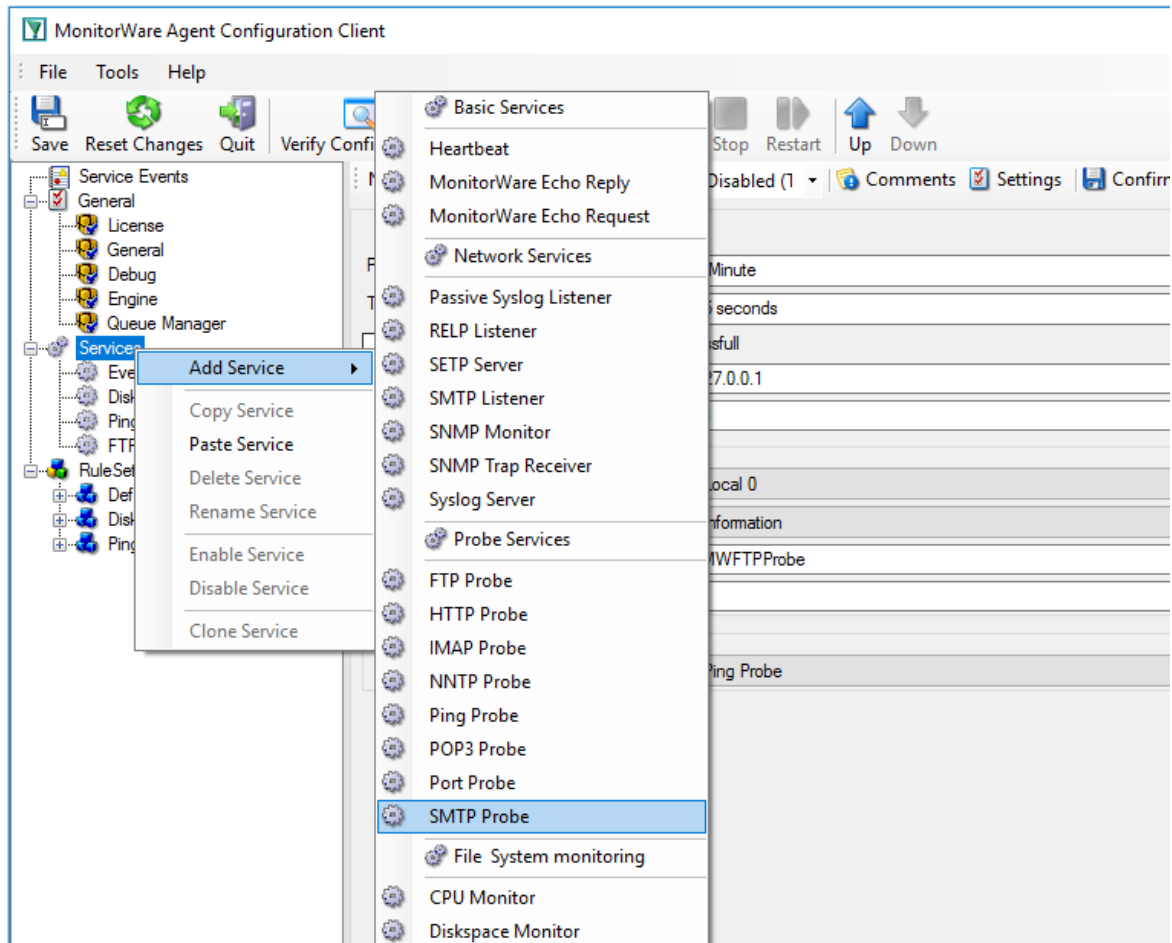 MonitorWare Agent Configuration Client
File Tools Help
Save Reset Changes Quit Verify Stop Restart Up Down
Service Events
General
License
General
Debug
Engine
Queue Manager
Services
RuleSet
Add Service
Copy Service
Paste Service
Delete Service
Rename Service
Enable Service
Disable Service
Clone Service
Basic Services
Heartbeat
MonitorWare Echo Reply
MonitorWare Echo Request
Network Services
Passive Syslog Listener
RELP Listener
SETP Server
SMTP Listener
SNMP Monitor
SNMP Trap Receiver
Syslog Server
Probe Services
FTP Probe
HTTP Probe
IMAP Probe
NNTP Probe
Ping Probe
POP3 Probe
Port Probe
SMTP Probe
File System monitoring
CPU Monitor
Diskspace Monitor
Disabled (1 Comments Settings Confirm
Minute
seconds
ssfull
27.0.0.1
Local 0
Information
MWFTPProbe
Ping Probe